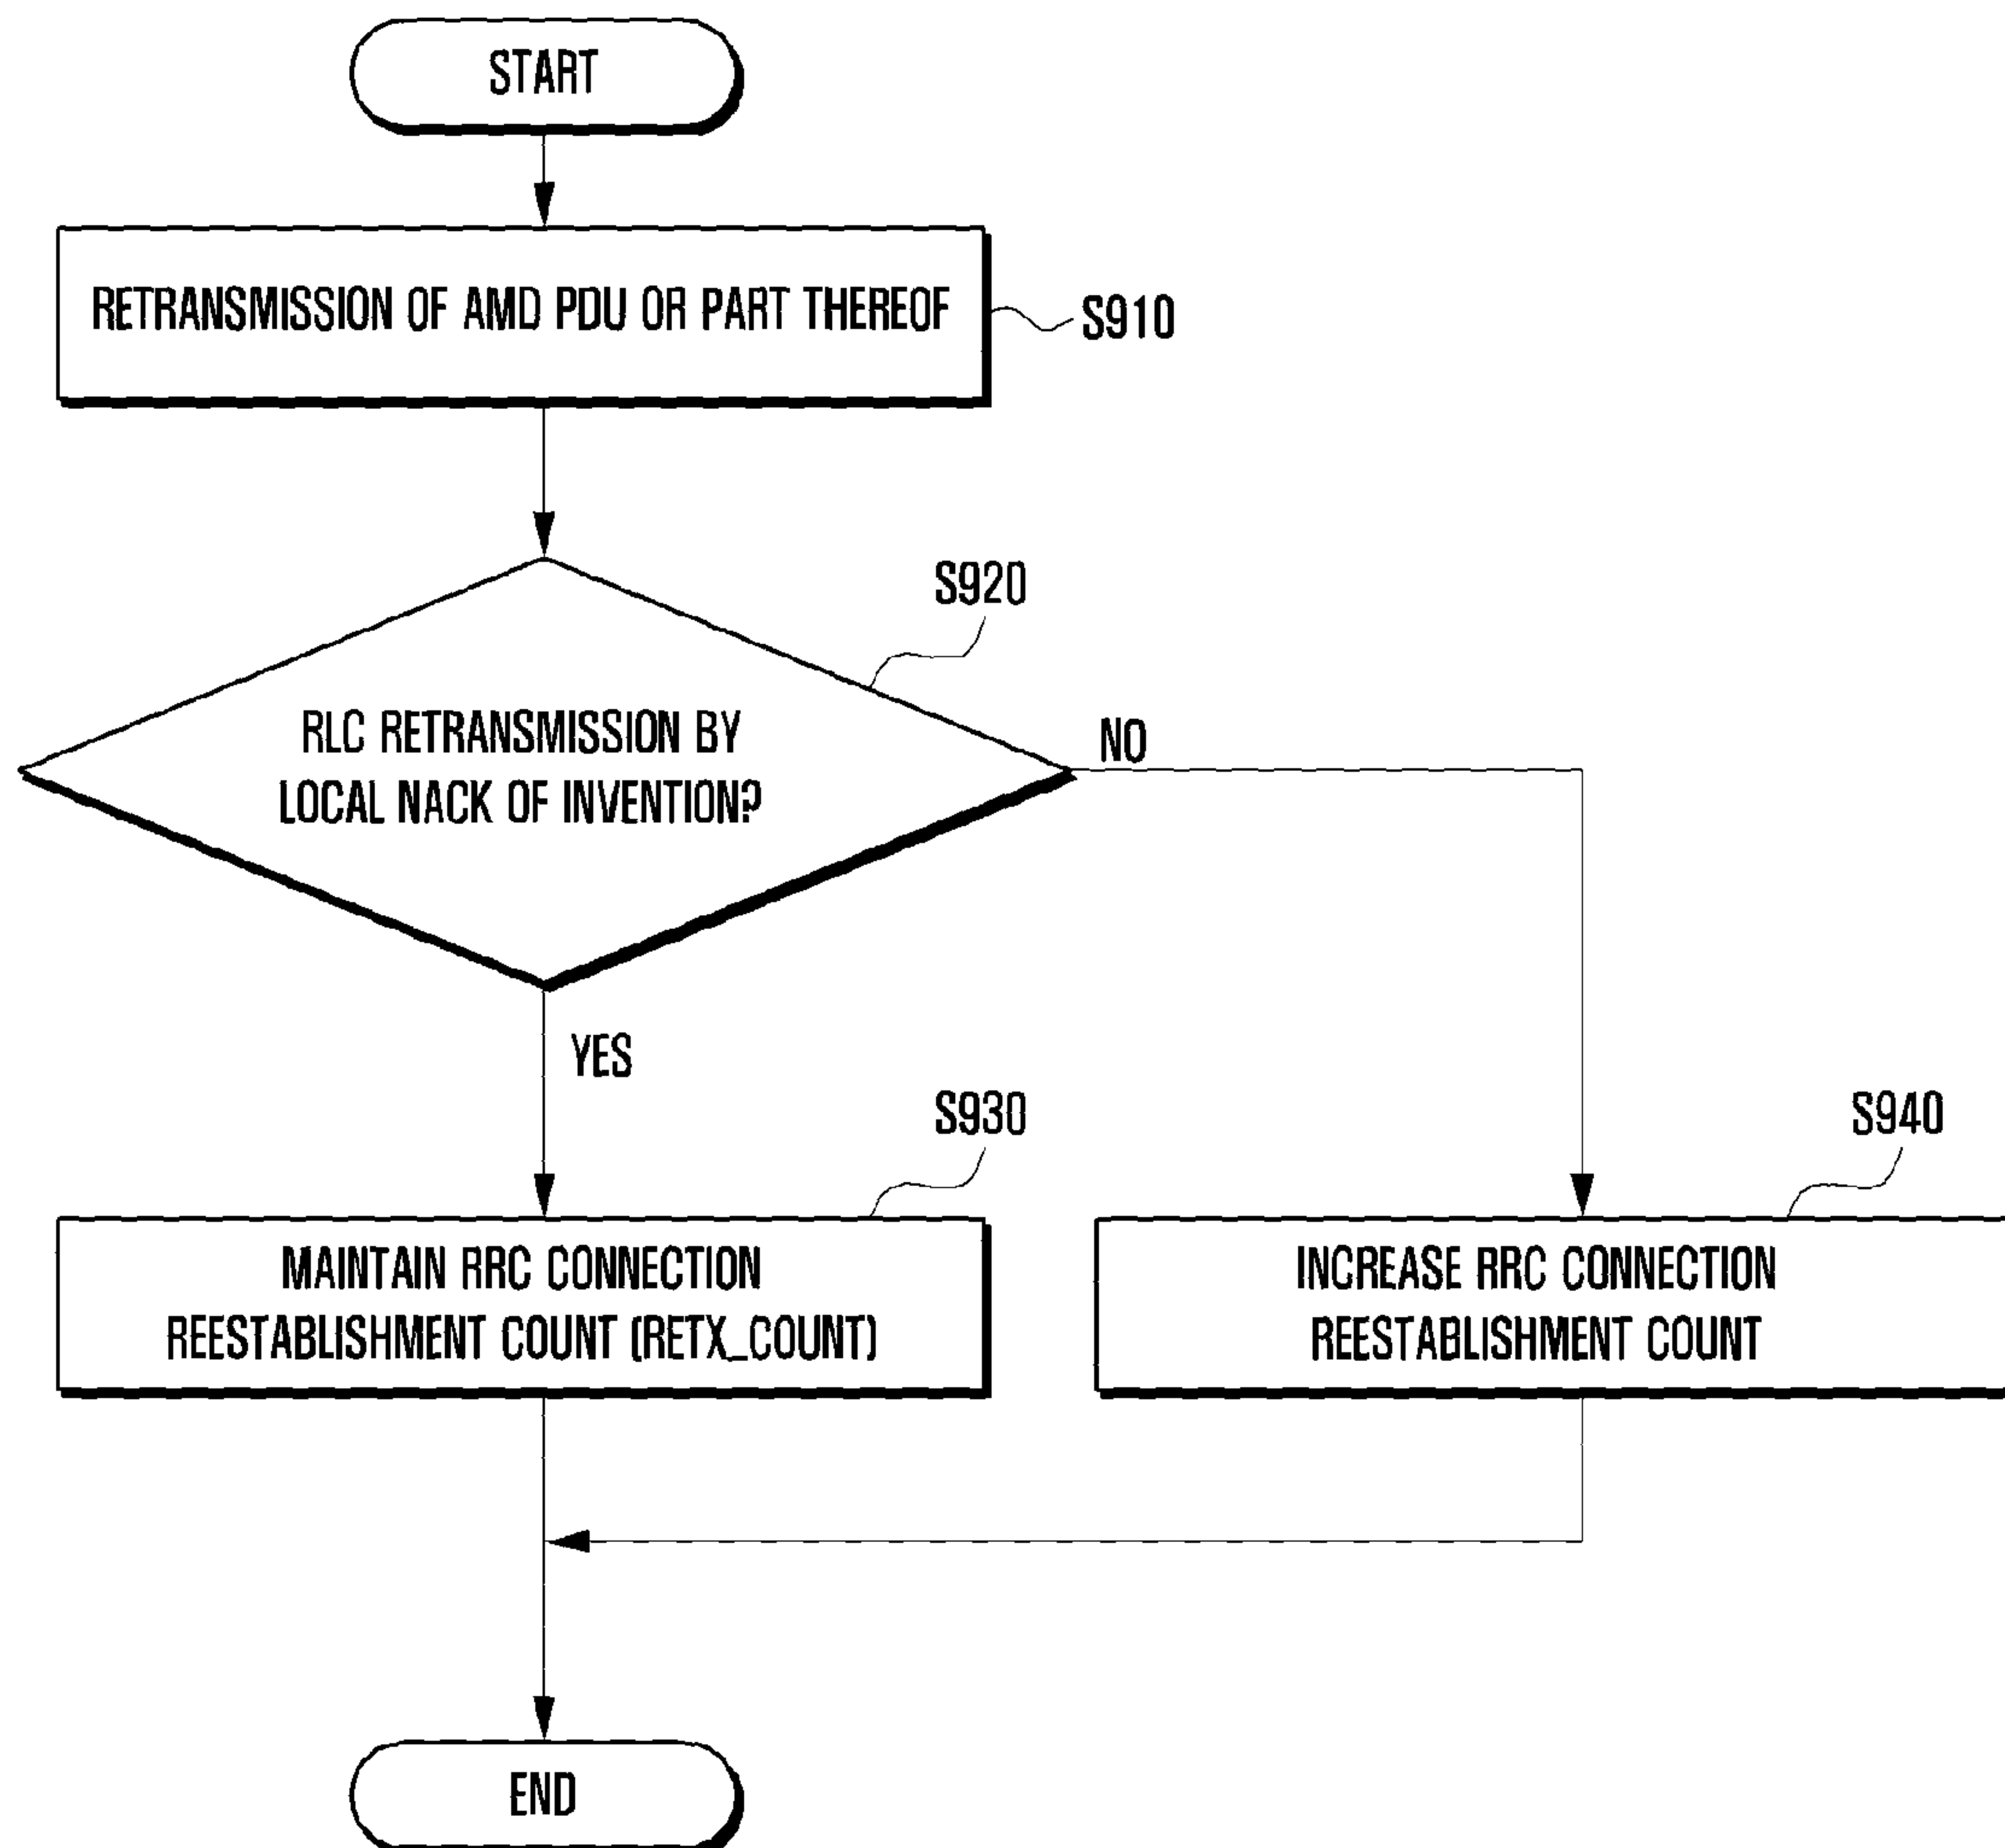 START
RETRANSMISSION OF AMD PDU OR PART THEREOF
S910
S920
RLC RETRANSMISSION BY
LOCAL NACK OF INVENTION?
NO
YES
S930
MAINTAIN RRC CONNECTION
REESTABLISHMENT COUNT (RETX_COUNT)
S940
INCREASE RRC CONNECTION
REESTABLISHMENT COUNT
END